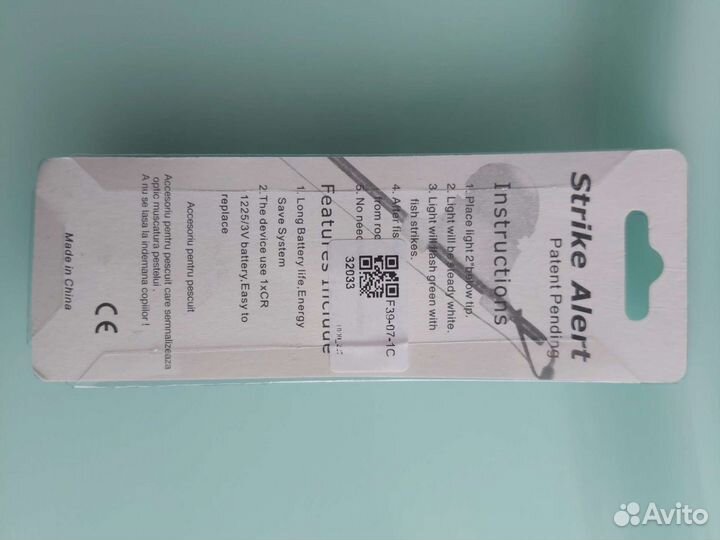 Strike Alert
Patent Pending
Instructions
1. Place light 2"below tip.
2. Light will be steady white.
3. Light will flash green with
fish strikes.
4. After fis
from rod
5. No need
Features Include
1. Long Battery life,Energy
Save System
2. The device use 1xCR
1225/3V battery,Easy to
replace
F39-07-1C
32033
Accesoriu pentru pescuit
Accesoriu pentru pescuit care semnalizeaza
optic muscatura pestelui .
A nu se lasa la indemana copiilor !
Made in China
CE
Avito